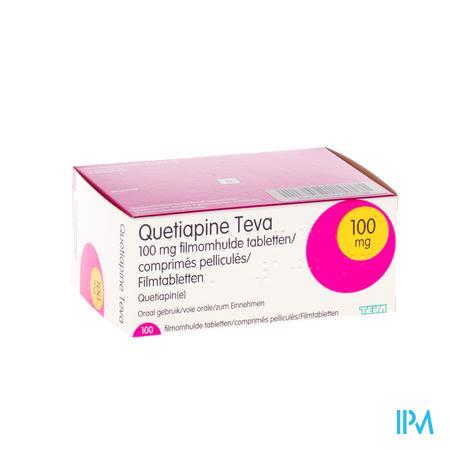 Quetiapine Teva
100 mg filmomhulde tabletten/
comprimés pelliculés/
Filmtabletten
Quetiapin(e)
Oraal gebruik/voie orale/zum Einnehmen
100 filmomhulde tabletten/comprimés pelliculés/Filmtabletten
100
mg
TEVA
Quetiapine Teva
100
mg
IPM